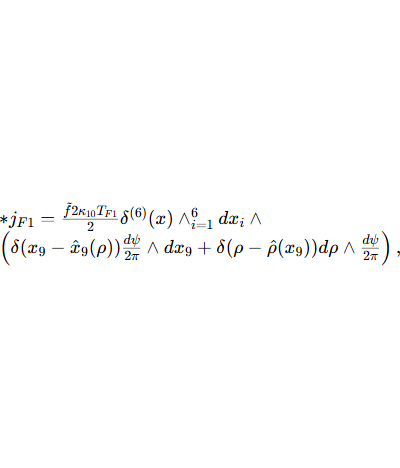 $*j_{F1} = \frac{\tilde{f} 2\kappa_{10} T_{F1}}{2} \delta^{(6)}(x) \wedge_{i=1}^{6} dx_i \wedge$
$\left( \delta(x_9 - \hat{x}_9(\rho)) \frac{d\psi}{2\pi} \wedge dx_9 + \delta(\rho - \hat{\rho}(x_9)) d\rho \wedge \frac{d\psi}{2\pi} \right),$